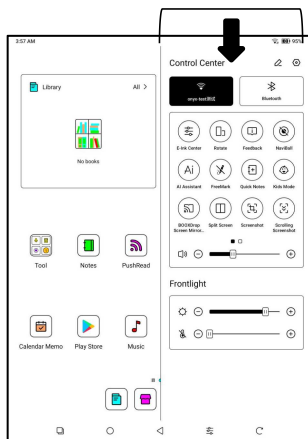 3:57 AM
95%
Control Center
Library
All >
No books
onyx-test测试
Bluetooth
E-Ink Center
Rotate
Feedback
NaviBall
Ai
AI Assistant
FreeMark
Quick Notes
Kids Mode
BOOXDrop
Screen Mirror...
Split Screen
Screenshot
Scrolling
Screenshot
Tool
Notes
PushRead
Frontlight
Calendar Memo
Play Store
Music